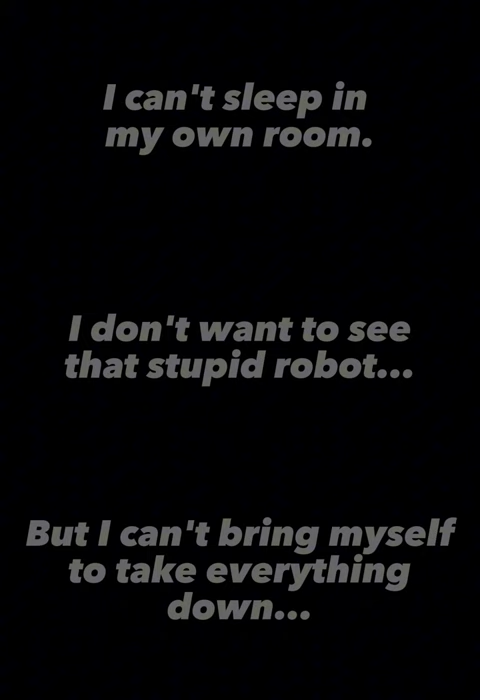 I can't sleep in
my own room.
I don't want to see
that stupid robot...
But I can't bring myself
to take everything
down...